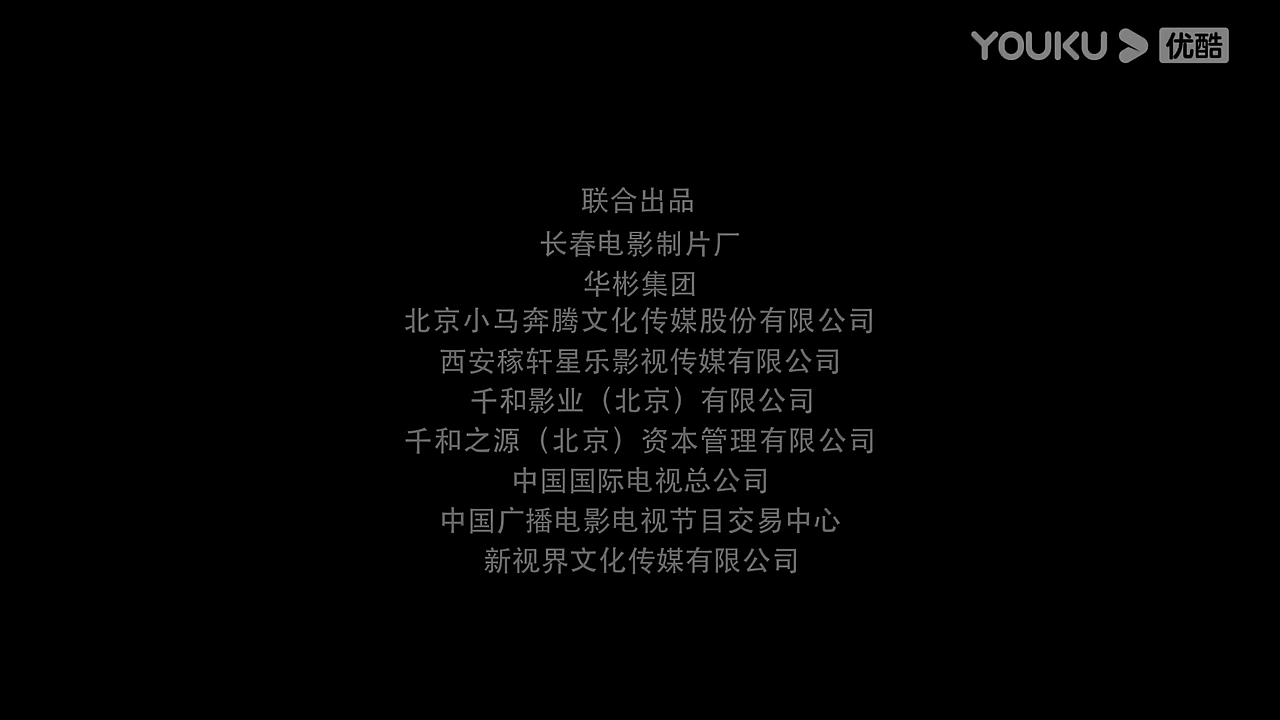 YOUKU 优酷
联合出品
长春电影制片厂
华彬集团
北京小马奔腾文化传媒股份有限公司
西安稼轩星乐影视传媒有限公司
千和影业（北京）有限公司
千和之源（北京）资本管理有限公司
中国国际电视总公司
中国广播电影电视节目交易中心
新视界文化传媒有限公司